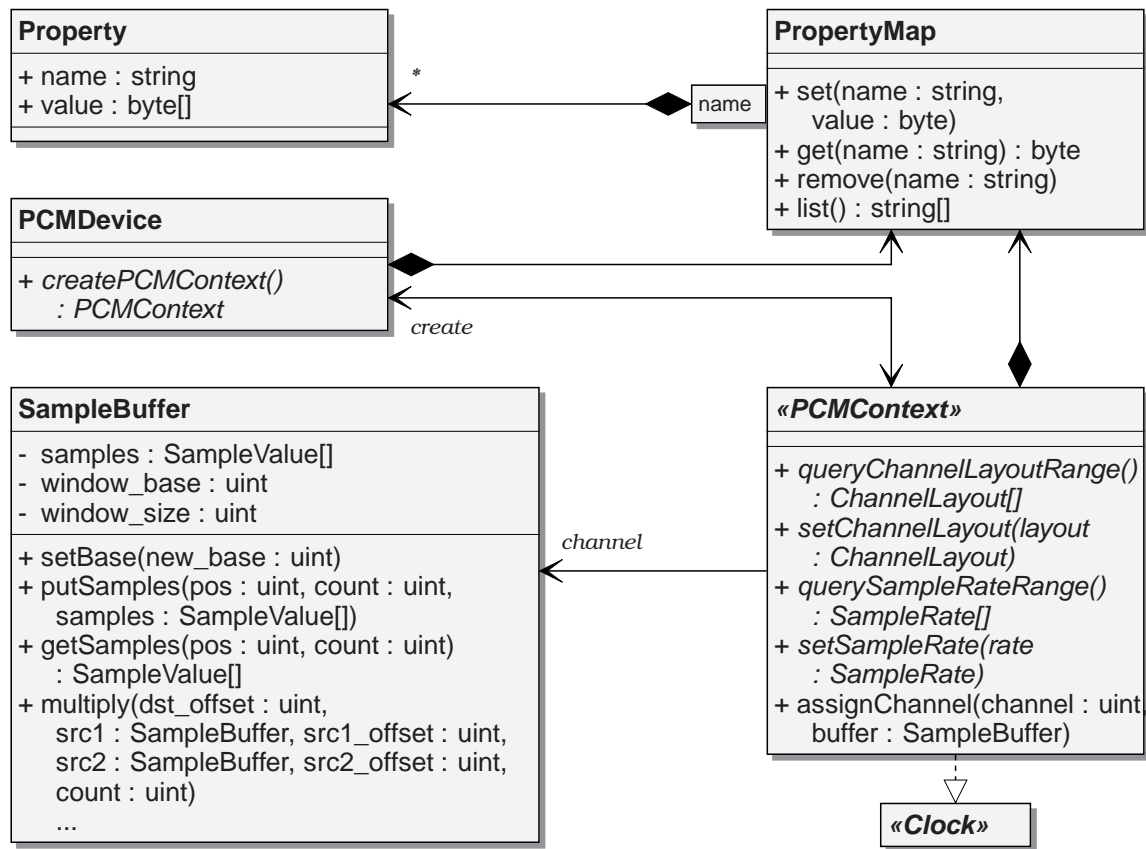 Property
+ name : string
+ value : byte[]
*
name
PropertyMap
+ set(name : string,
value : byte)
+ get(name : string) : byte
+ remove(name : string)
+ list() : string[]
PCMDevice
+ createPCMContext()
: PCMContext
create
SampleBuffer
- samples : SampleValue[]
- window_base : uint
- window_size : uint
+ setBase(new_base : uint)
+ putSamples(pos : uint, count : uint,
samples : SampleValue[])
+ getSamples(pos : uint, count : uint)
: SampleValue[]
+ multiply(dst_offset : uint,
src1 : SampleBuffer, src1_offset : uint,
src2 : SampleBuffer, src2_offset : uint,
count : uint)
...
channel
«PCMContext»
+ queryChannelLayoutRange()
: ChannelLayout[]
+ setChannelLayout(layout
: ChannelLayout)
+ querySampleRateRange()
: SampleRate[]
+ setSampleRate(rate
: SampleRate)
+ assignChannel(channel : uint,
buffer : SampleBuffer)
«Clock»